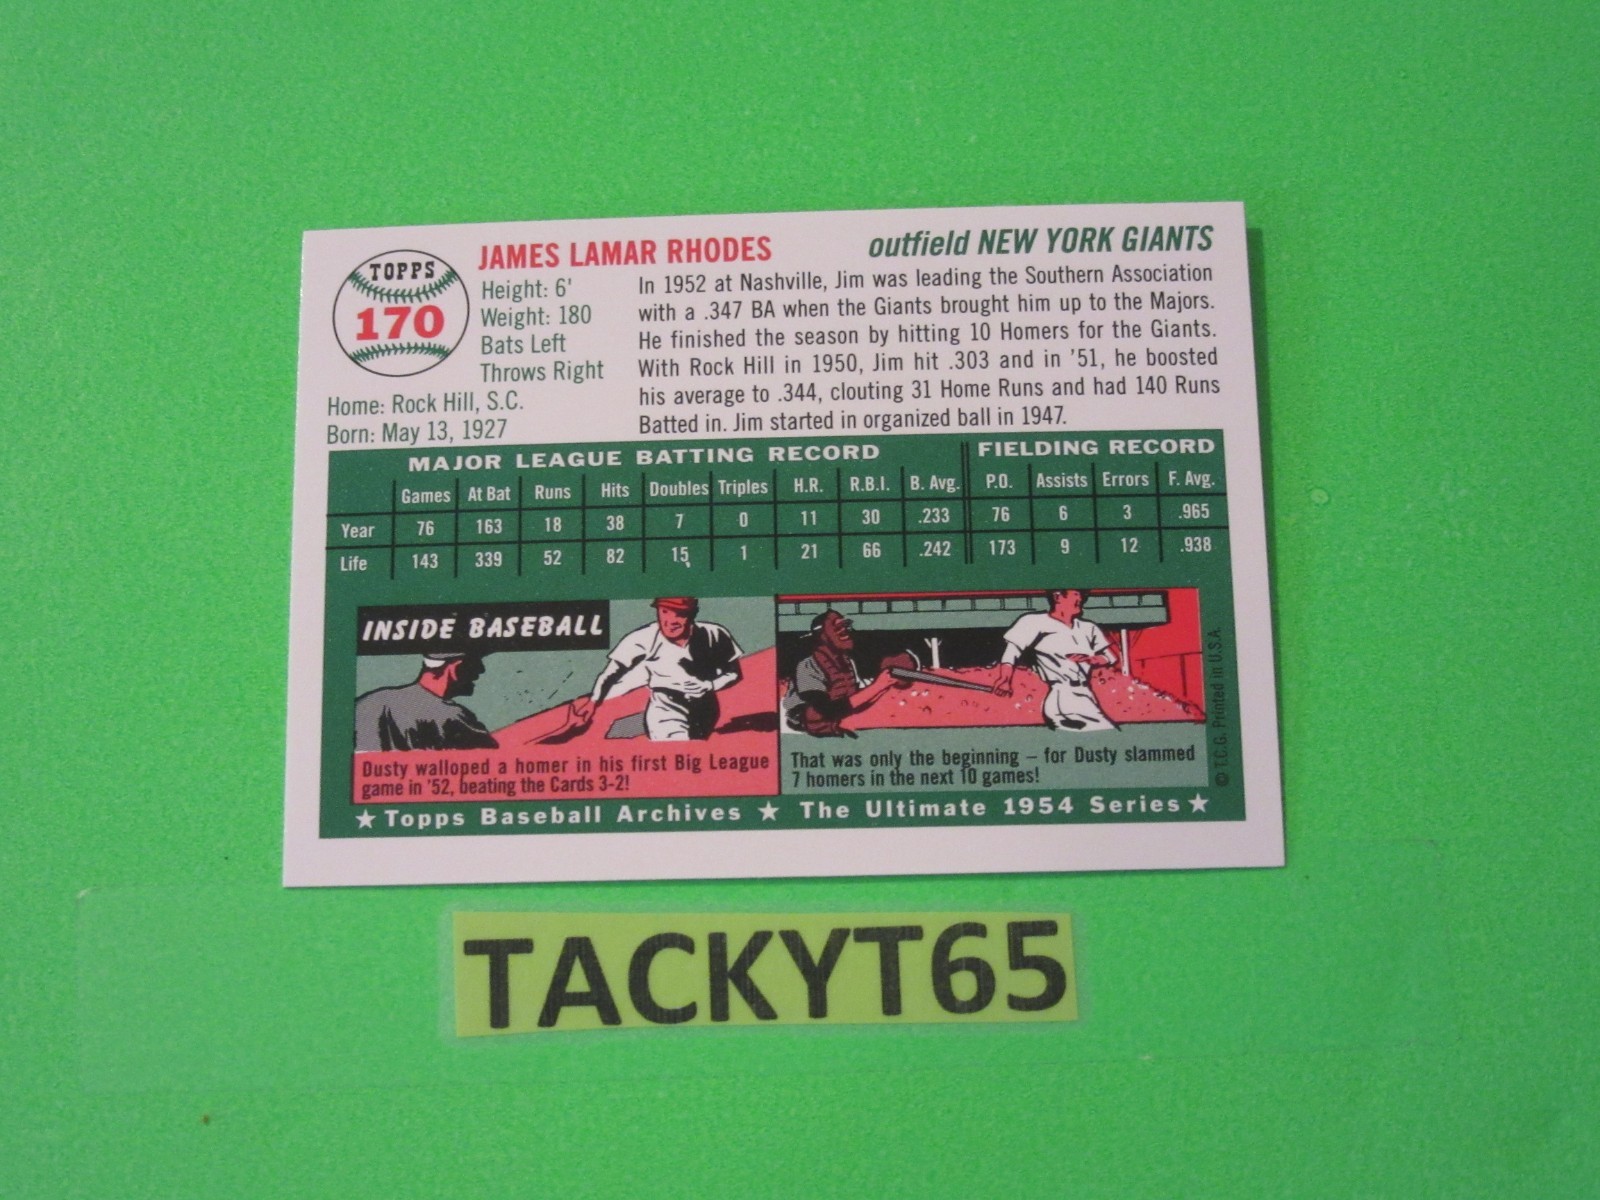 TOPPS
170
JAMES LAMAR RHODES
outfield NEW YORK GIANTS
Height: 6'
Weight: 180
Bats Left
Throws Right
Home: Rock Hill, S.C.
Born: May 13, 1927
In 1952 at Nashville, Jim was leading the Southern Association
with a .347 BA when the Giants brought him up to the Majors.
He finished the season by hitting 10 Homers for the Giants.
With Rock Hill in 1950, Jim hit .303 and in '51, he boosted
his average to .344, clouting 31 Home Runs and had 140 Runs
Batted in. Jim started in organized ball in 1947.
MAJOR LEAGUE BATTING RECORD FIELDING RECORD
Games At Bat Runs Hits Doubles Triples H.R. R.B.I. B. Avg. P.O. Assists Errors F. Avg.
Year 76 163 18 38 7 0 11 30 .233 76 6 3 .965
Life 143 339 52 82 15 1 21 66 .242 173 9 12 .938
INSIDE BASEBALL
Dusty walloped a homer in his first Big League
game in '52, beating the Cards 3-2!
That was only the beginning – for Dusty slammed
7 homers in the next 10 games!
© T.C.G. Printed in U.S.A.
★ Topps Baseball Archives ★ The Ultimate 1954 Series ★
TACKYT65